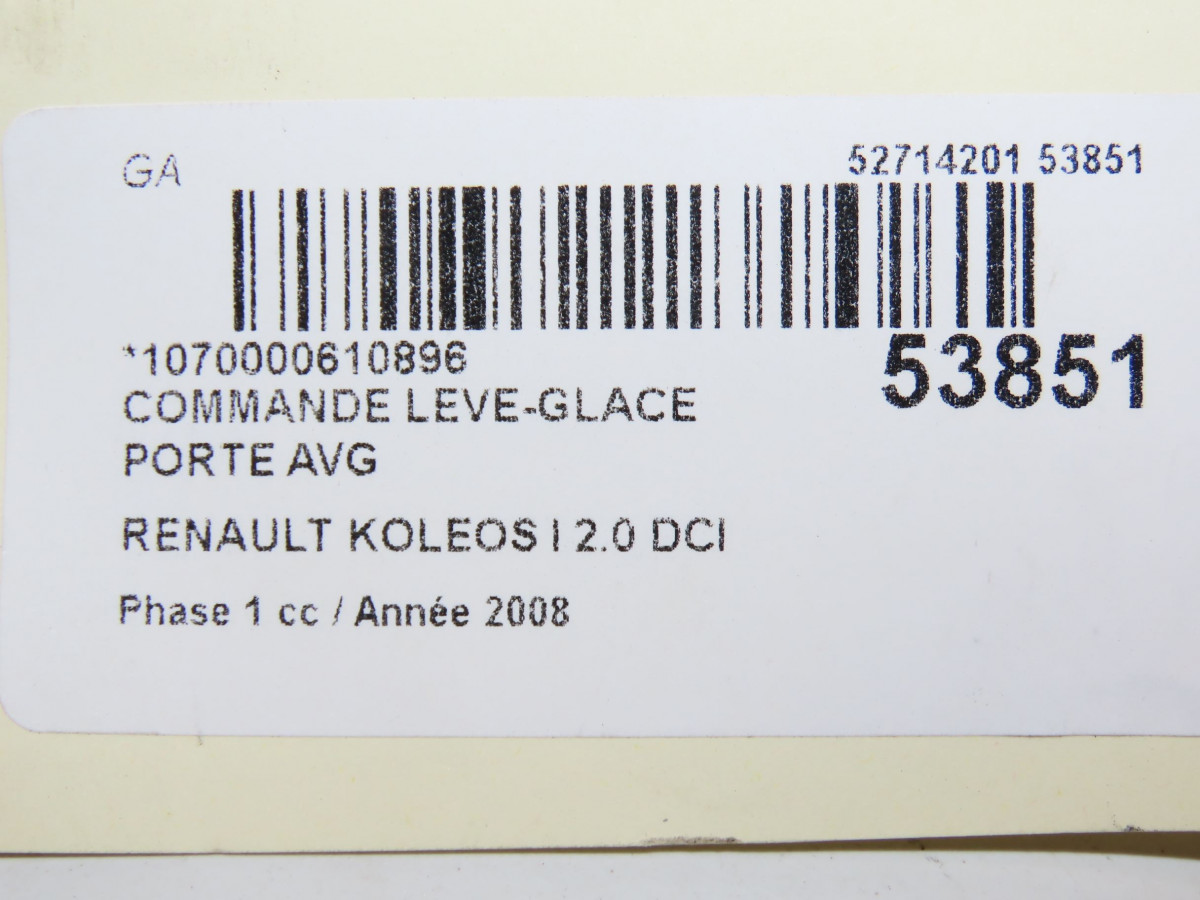 GA
52714201 53851
*1070000610896
53851
COMMANDE LEVE-GLACE
PORTE AVG
RENAULT KOLEOS I 2.0 DCI
Phase 1 cc / Année 2008